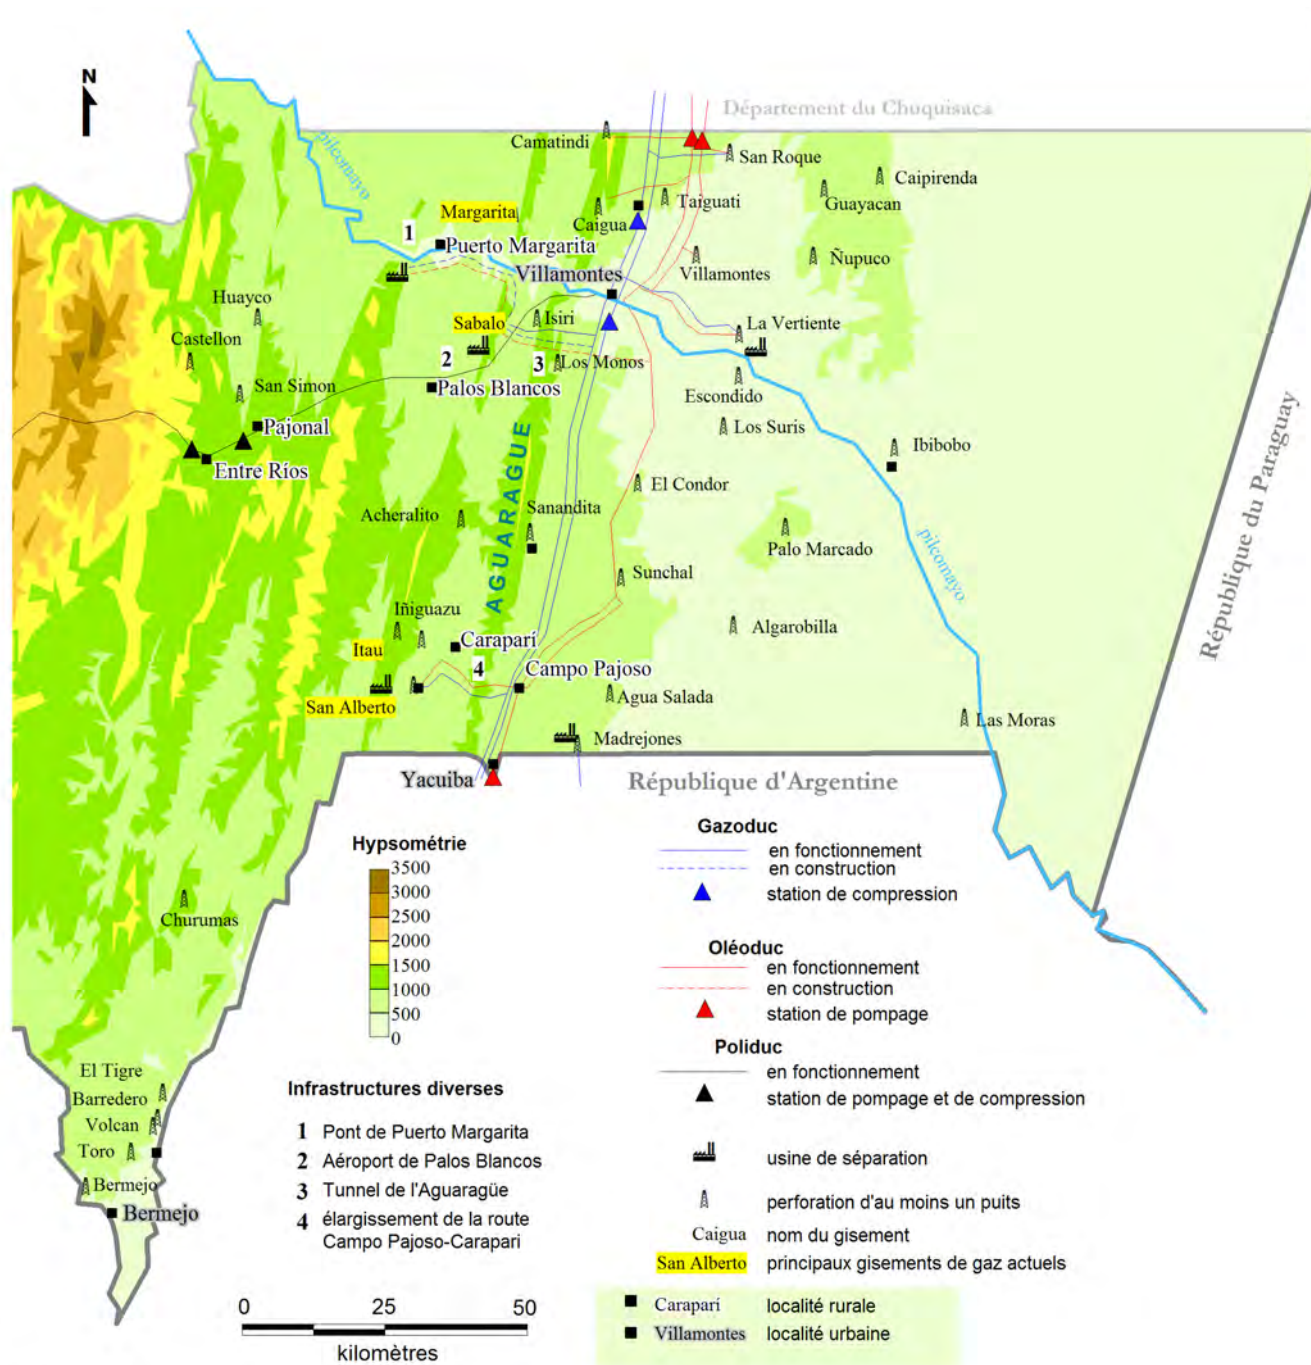 N
pilcomayo
Département du Chuquisaca
Camatindi
San Roque
Caipirenda
Taiguati
Guayacan
Margarita
Caigua
1
Puerto Margarita
Villamontes
Villamontes
Ñupuco
Huayco
Castellon
Sabalo
Isiri
La Vertiente
2
3
Los Monos
San Simon
Palos Blancos
Escondido
Pajonal
Los Suris
Ibibobo
Entre Ríos
AGUARAGUE
El Condor
Acheralito
Sanandita
Palo Marcado
pilcomayo
République du Paraguay
Sunchal
Iñiguazu
Itau
Caraparí
Algarobilla
4
Campo Pajoso
San Alberto
Agua Salada
Las Moras
Madrejones
Yacuiba
République d'Argentine
Churumas
El Tigre
Barredero
Volcan
Toro
Bermejo
Bermejo
Hypsométrie
3500
3000
2500
2000
1500
1000
500
0
Infrastructures diverses
1 Pont de Puerto Margarita
2 Aéroport de Palos Blancos
3 Tunnel de l'Aguaragüe
4 élargissement de la route
Campo Pajoso-Carapari
0 25 50
kilomètres
Gazoduc
en fonctionnement
en construction
station de compression
Oléoduc
en fonctionnement
en construction
station de pompage
Poliduc
en fonctionnement
station de pompage et de compression
usine de séparation
perforation d'au moins un puits
Caigua nom du gisement
San Alberto principaux gisements de gaz actuels
Caraparí localité rurale
Villamontes localité urbaine